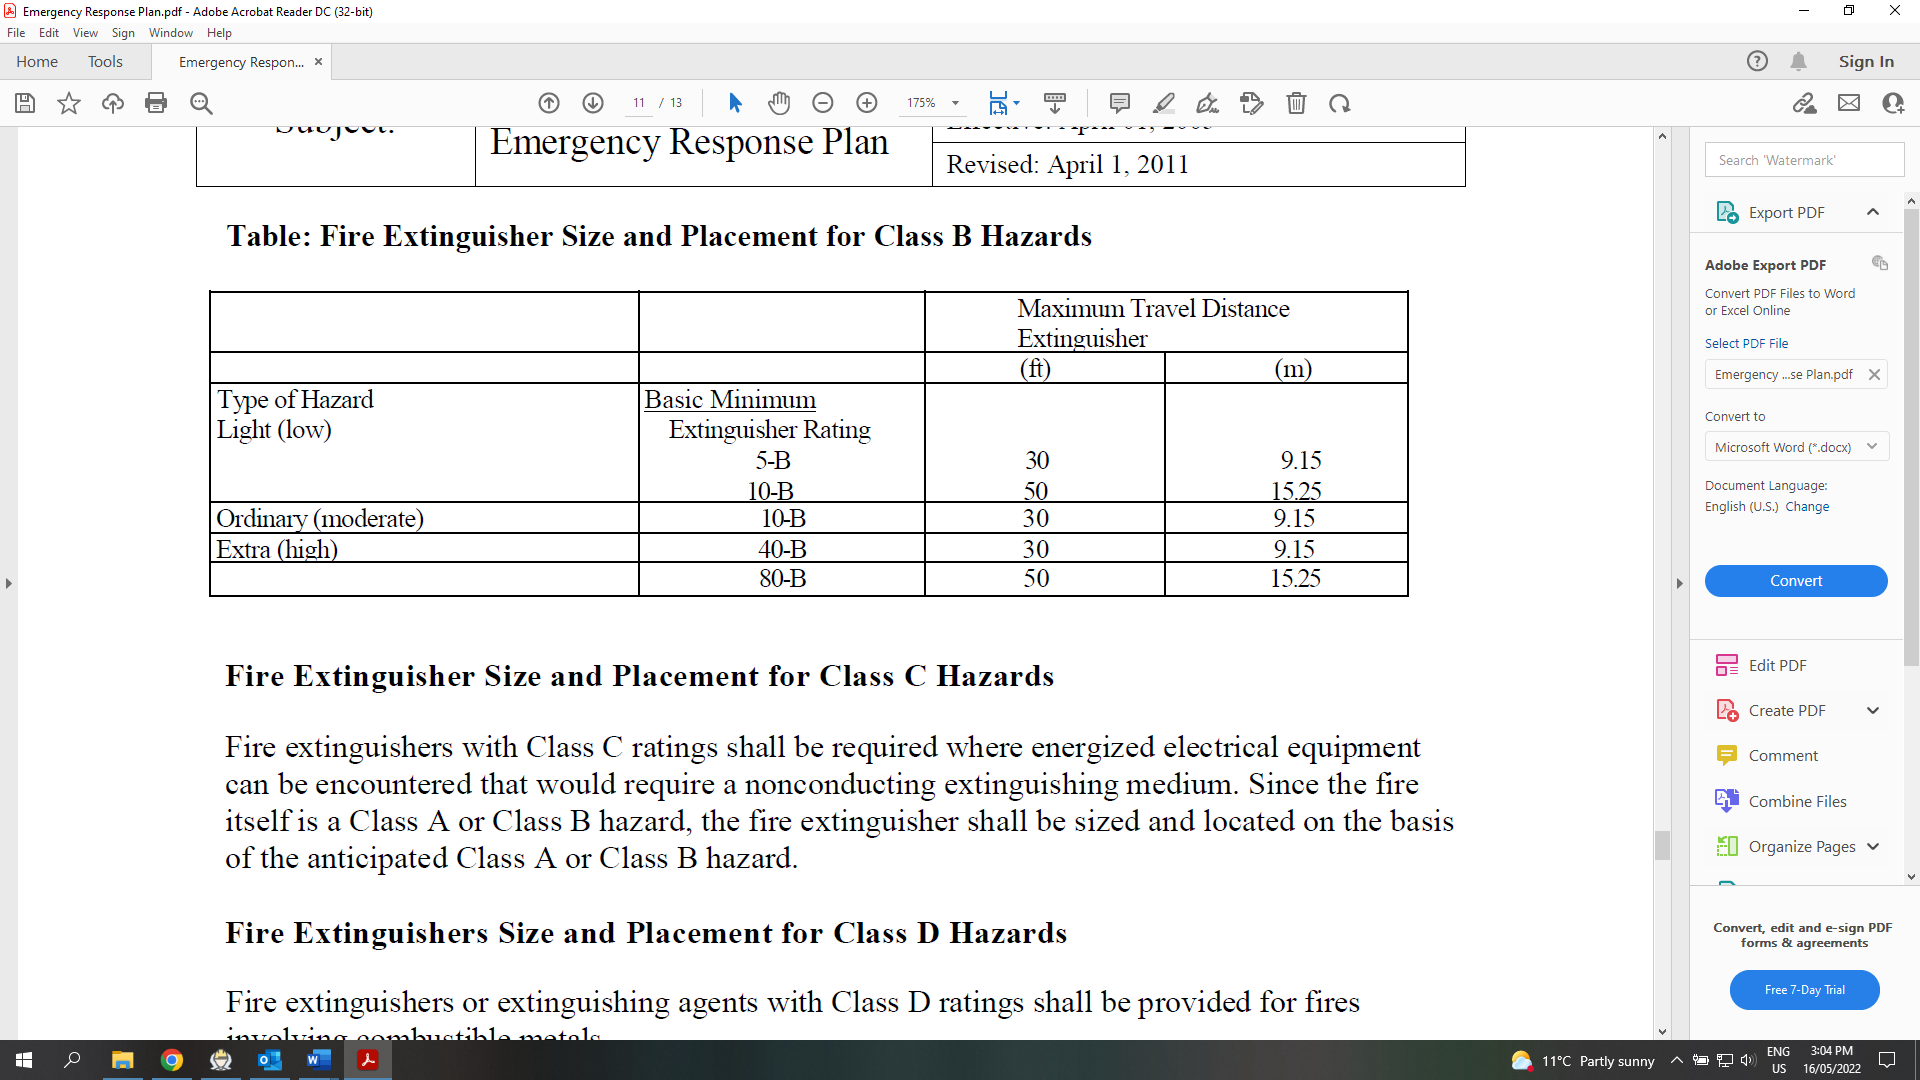 Emergency Response Plan.pdf - Adobe Acrobat Reader DC (32-bit)
File Edit View Sign Window Help
Home Tools Emergency Respon... × Sign In
11 / 13 175%
Subject:
Emergency Response Plan
Effective: April 01, 2005
Revised: April 1, 2011
Table: Fire Extinguisher Size and Placement for Class B Hazards
Maximum Travel Distance
Extinguisher
(ft) (m)
Type of Hazard Basic Minimum
Light (low) Extinguisher Rating
5-B 30 9.15
10-B 50 15.25
Ordinary (moderate) 10-B 30 9.15
Extra (high) 40-B 30 9.15
80-B 50 15.25
Fire Extinguisher Size and Placement for Class C Hazards
Fire extinguishers with Class C ratings shall be required where energized electrical equipment
can be encountered that would require a nonconducting extinguishing medium. Since the fire
itself is a Class A or Class B hazard, the fire extinguisher shall be sized and located on the basis
of the anticipated Class A or Class B hazard.
Fire Extinguishers Size and Placement for Class D Hazards
Fire extinguishers or extinguishing agents with Class D ratings shall be provided for fires
involving combustible metals
Search 'Watermark'
Export PDF
Adobe Export PDF
Convert PDF Files to Word
or Excel Online
Select PDF File
Emergency ...se Plan.pdf
Convert to
Microsoft Word (*.docx)
Document Language:
English (U.S.) Change
Convert
Edit PDF
Create PDF
Comment
Combine Files
Organize Pages
Convert, edit and e-sign PDF
forms & agreements
Free 7-Day Trial
11°C Partly sunny
ENG
US
3:04 PM
16/05/2022